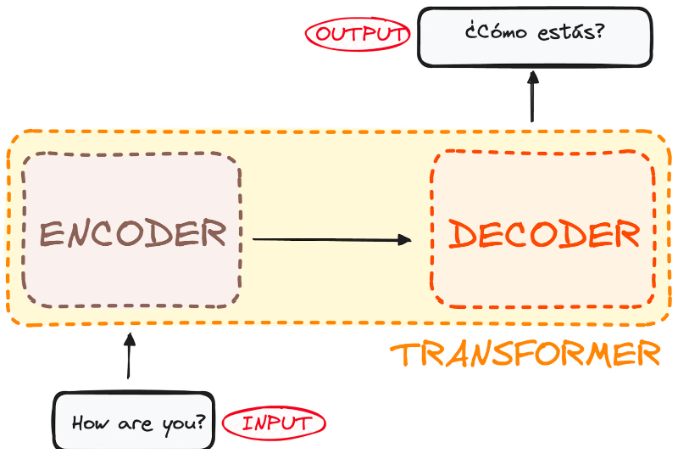 OUTPUT
¿Cómo estás?
ENCODER
DECODER
TRANSFORMER
How are you?
INPUT